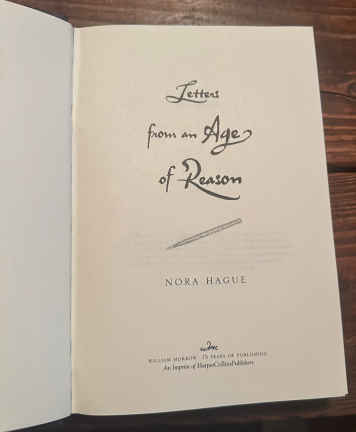 Letters
from an Age
of Reason
NORA HAGUE
WILLIAM MORROW 75 YEARS OF PUBLISHING
An Imprint of HarperCollinsPublishers